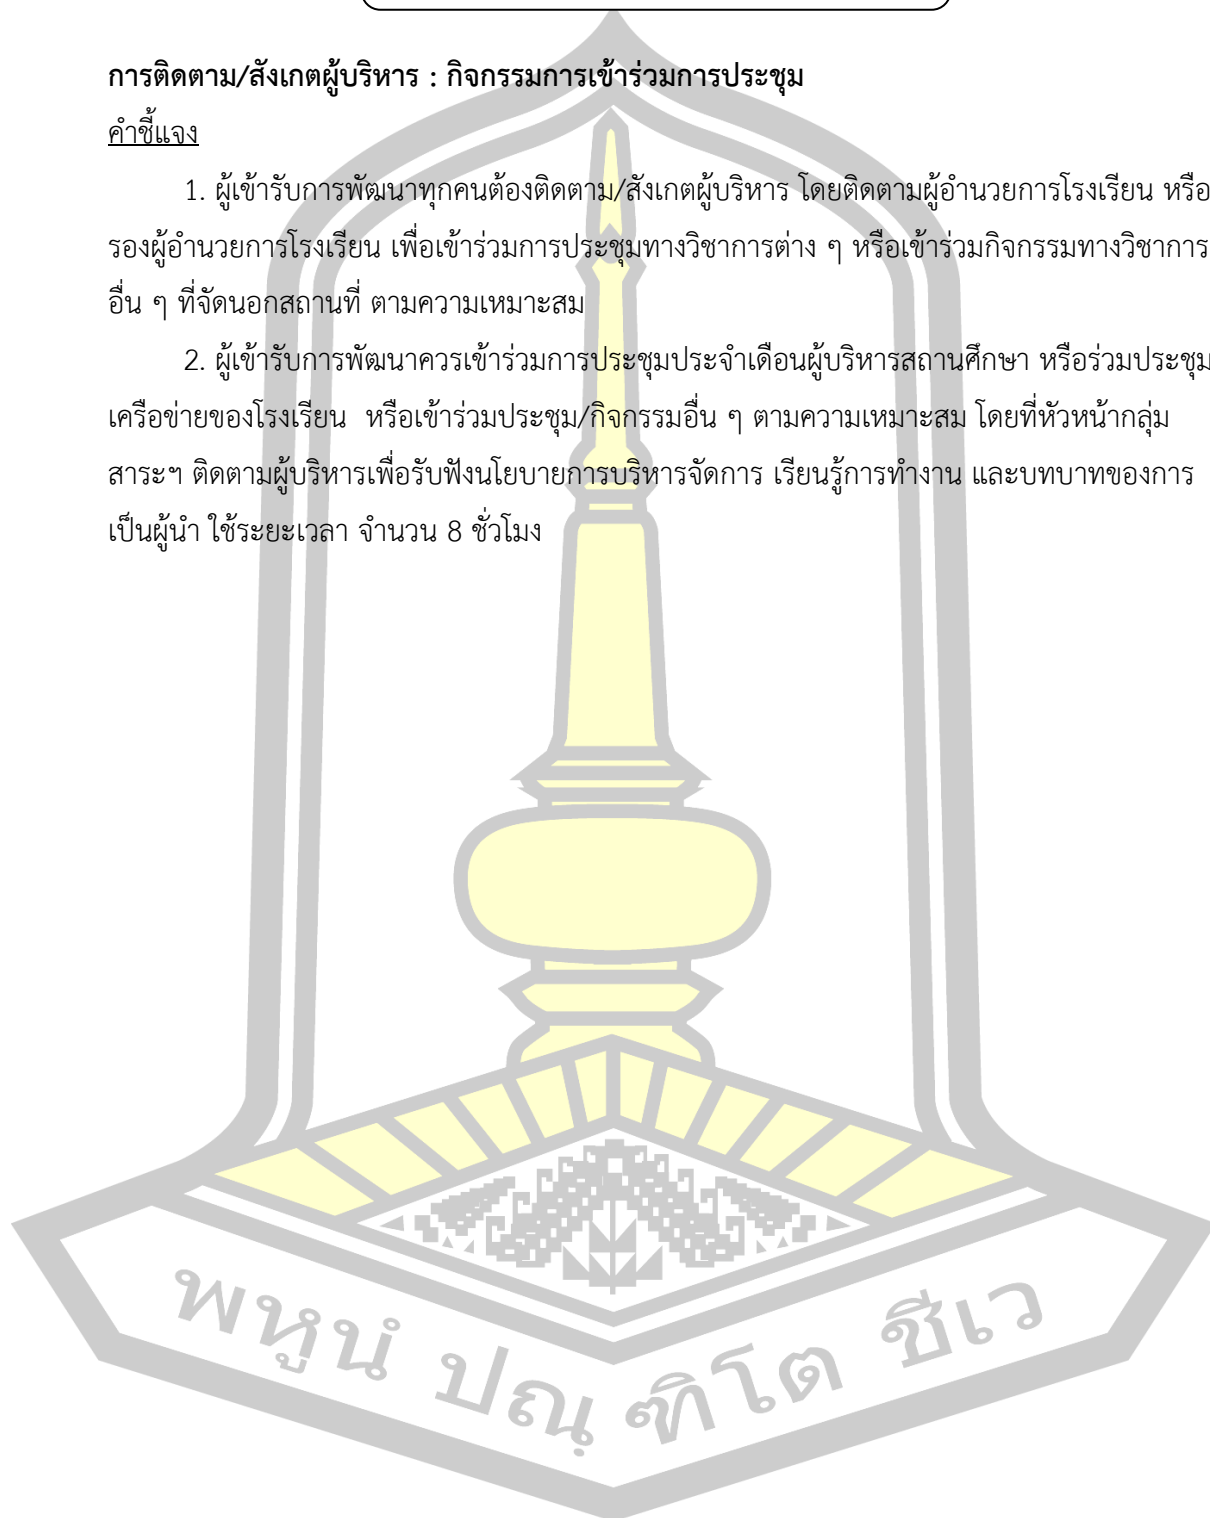 การติดตาม/สังเกตผู้บริหาร : กิจกรรมการเข้าร่วมการประชุม
คำชี้แจง
1. ผู้เข้ารับการพัฒนาทุกคนต้องติดตาม/สังเกตผู้บริหาร โดยติดตามผู้อำนวยการโรงเรียน หรือ
รองผู้อำนวยการโรงเรียน เพื่อเข้าร่วมการประชุมทางวิชาการต่าง ๆ หรือเข้าร่วมกิจกรรมทางวิชาการ
อื่น ๆ ที่จัดนอกสถานที่ ตามความเหมาะสม
2. ผู้เข้ารับการพัฒนาควรเข้าร่วมการประชุมประจำเดือนผู้บริหารสถานศึกษา หรือร่วมประชุม
เครือข่ายของโรงเรียน หรือเข้าร่วมประชุม/กิจกรรมอื่น ๆ ตามความเหมาะสม โดยที่หัวหน้ากลุ่ม
สาระฯ ติดตามผู้บริหารเพื่อรับฟังนโยบายการบริหารจัดการ เรียนรู้การทำงาน และบทบาทของการ
เป็นผู้นำ ใช้ระยะเวลา จำนวน 8 ชั่วโมง
พหูนํ ปณฺฑิโต ชีเว